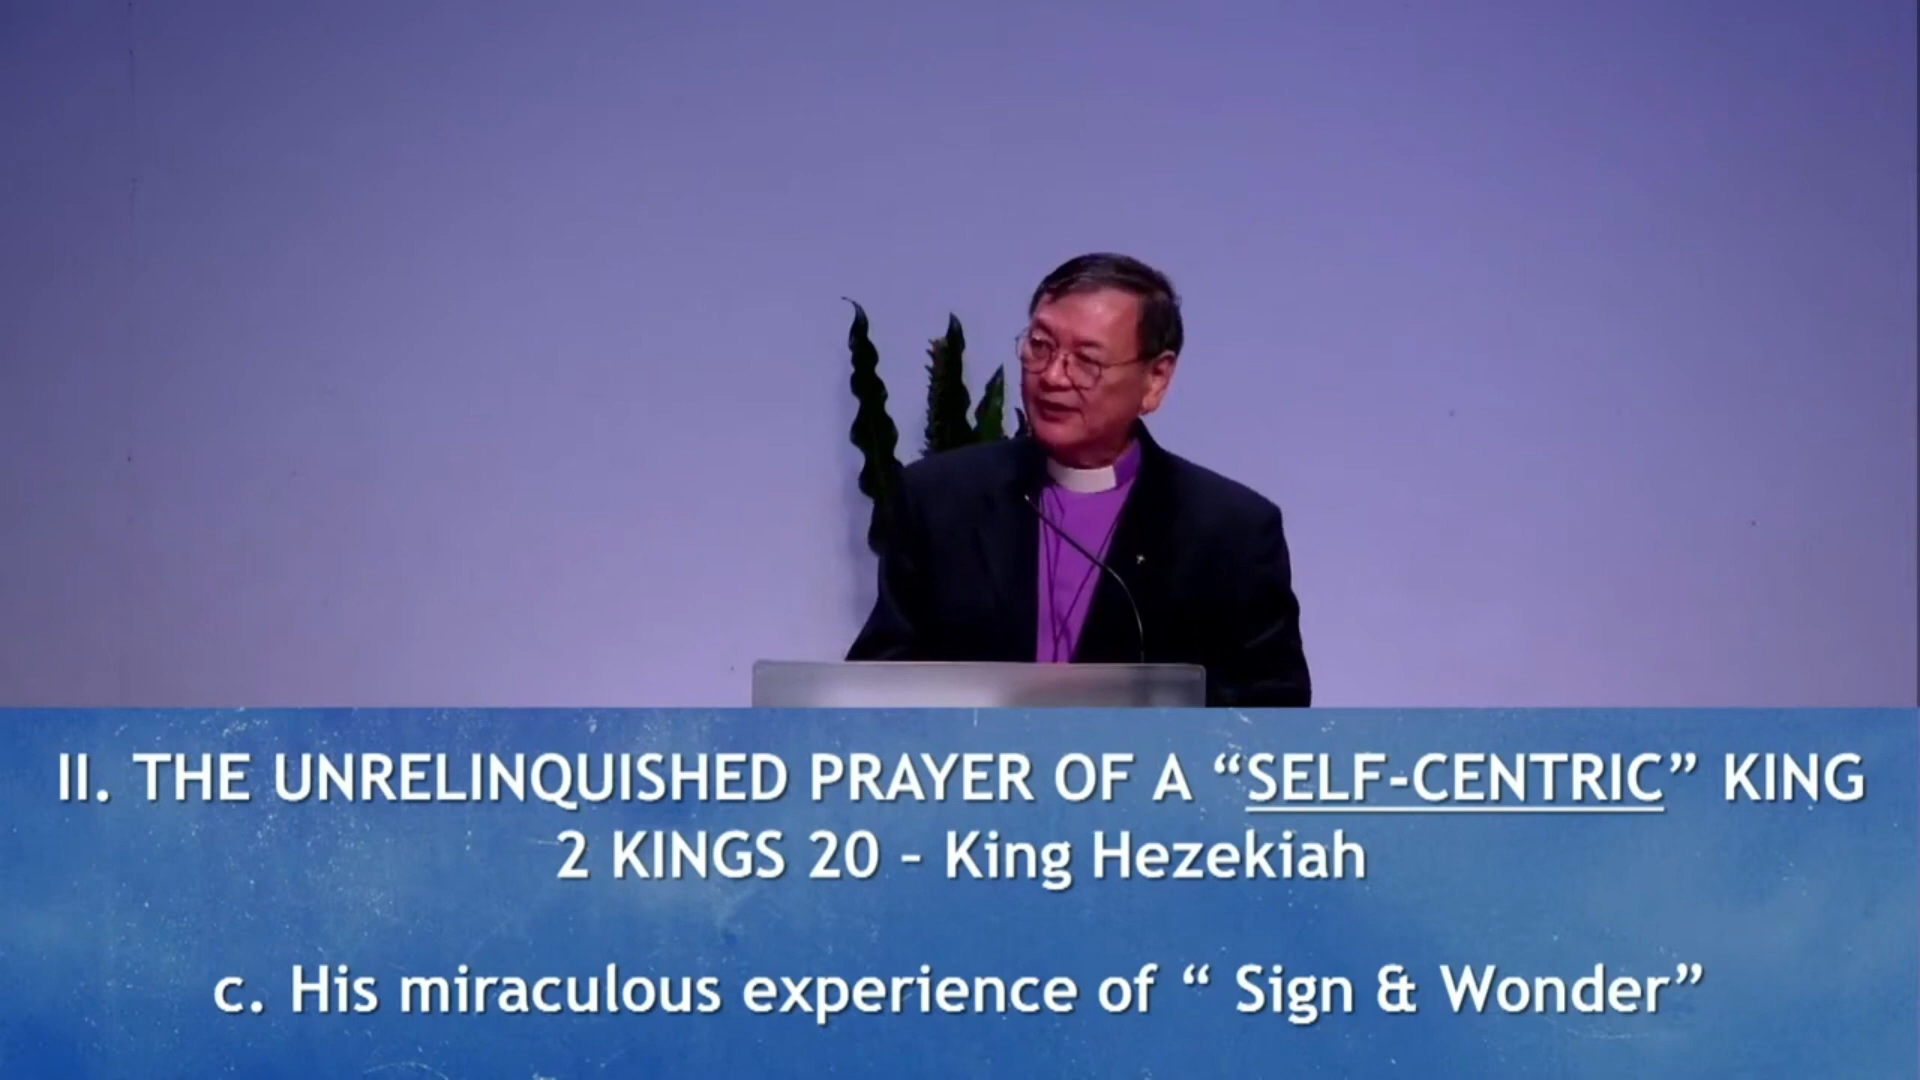 II. THE UNRELINQUISHED PRAYER OF A “SELF-CENTRIC” KING
2 KINGS 20 – King Hezekiah
c. His miraculous experience of “ Sign & Wonder”